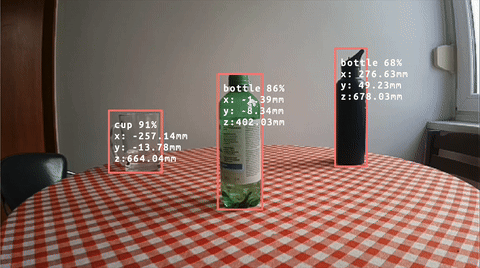 bottle 68%
x: 276.63mm
y: 49.23mm
z:678.03mm
bottle 86%
x: -1.39mm
y: -8.34mm
z:402.03mm
cup 91%
x: -257.14mm
y: -13.78mm
z:664.04mm